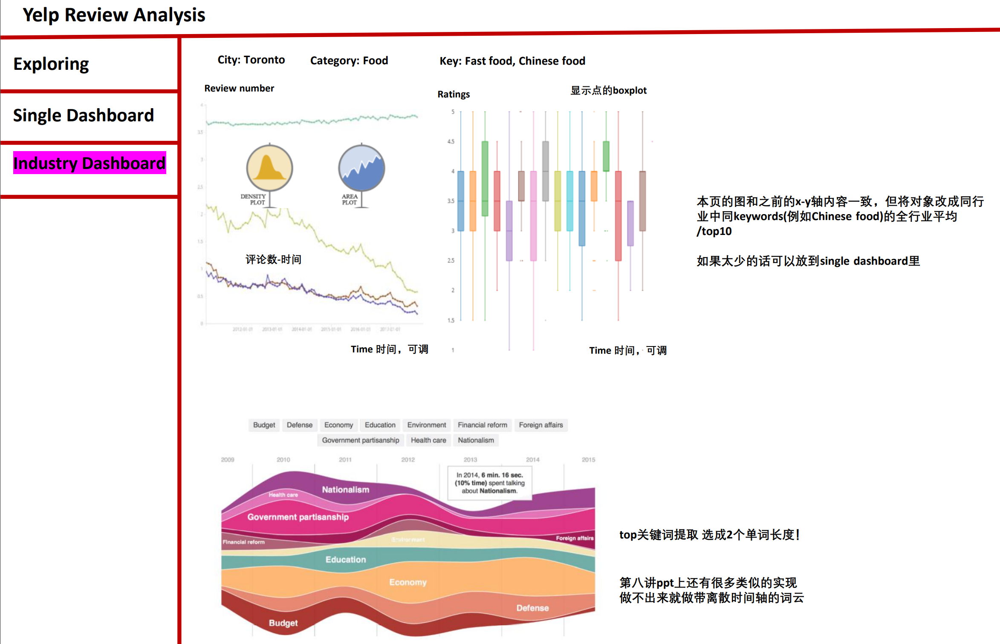 Yelp Review Analysis
Exploring
Single Dashboard
Industry Dashboard
City: Toronto
Category: Food
Key: Fast food, Chinese food
Review number
4
3.5
3
2.5
2
1.5
1
0.5
0
DENSITY
PLOT
AREA
PLOT
评论数-时间
2012-01-01
2013-01-01
2014-01-01
2015-01-01
2016-01-01
2017-01-01
Time 时间，可调
Ratings
显示点的boxplot
5
4.5
4
3.5
3
2.5
2
1.5
1
Time 时间，可调
本页的图和之前的x-y轴内容一致，但将对象改成同行
业中同keywords(例如Chinese food)的全行业平均
/top10
如果太少的话可以放到single dashboard里
Budget
Defense
Economy
Education
Environment
Financial reform
Foreign affairs
Government partisanship
Health care
Nationalism
2009
2010
2011
2012
2013
2014
2015
In 2014, 6 min. 16 sec.
(10% time) spent talking
about Nationalism.
Nationalism
Health care
Government partisanship
Financial reform
Environment
Foreign affairs
Education
Economy
Defense
Budget
top关键词提取 选成2个单词长度！
第八讲ppt上还有很多类似的实现
做不出来就做带离散时间轴的词云